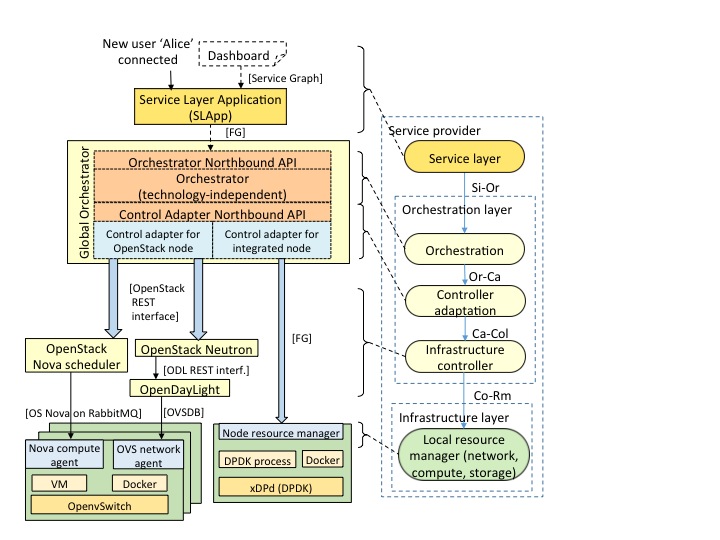 New user ‘Alice’
connected
Dashboard
[Service Graph]
Service Layer Application
(SLApp)
[FG]
Global Orchestrator
Orchestrator Northbound API
Orchestrator
(technology-independent)
Control Adapter Northbound API
Control adapter for
OpenStack node
Control adapter for
integrated node
[OpenStack
REST
interface]
[FG]
OpenStack
Nova scheduler
OpenStack Neutron
[ODL REST interf.]
OpenDayLight
[OS Nova on RabbitMQ]
[OVSDB]
Nova compute
agent
OVS network
agent
VM
Docker
OpenvSwitch
Node resource manager
DPDK process
Docker
xDPd (DPDK)
Service provider
Service layer
Si-Or
Orchestration layer
Orchestration
Or-Ca
Controller
adaptation
Ca-Col
Infrastructure
controller
Co-Rm
Infrastructure layer
Local resource
manager (network,
compute, storage)